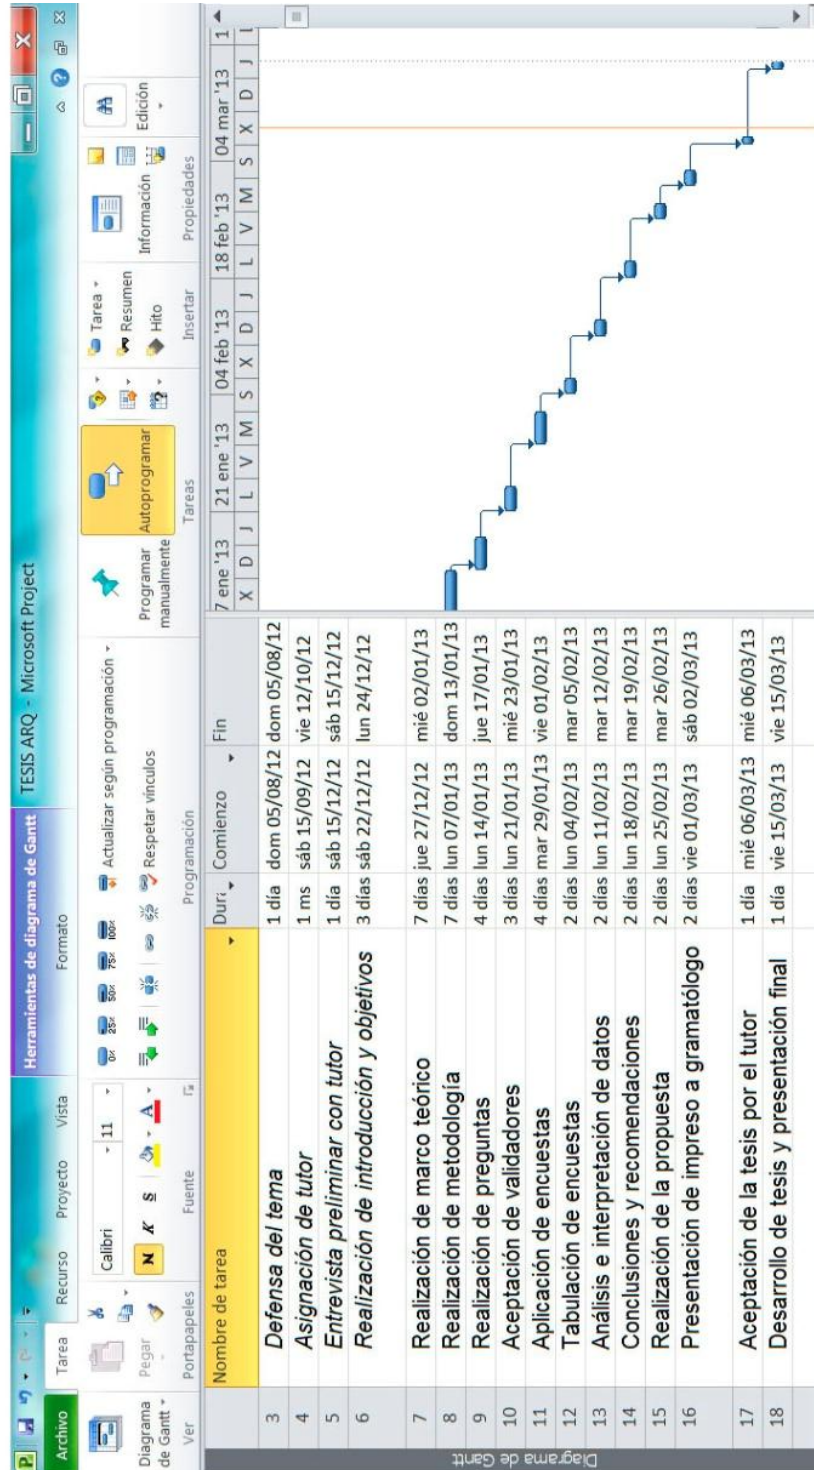 Herramientas de diagrama de Gantt
TESIS ARQ - Microsoft Project
Archivo Tarea Recurso Proyecto Vista Formato
Diagrama de Gantt
Ver
Pegar
Portapapeles
Calibri 11
N K S A
Fuente
0% 25% 50% 75% 100%
Actualizar según programación
Respetar vínculos
Programación
Programar manualmente
Autoprogramar
Tareas
Tarea
Resumen
Hito
Insertar
Información
Propiedades
Edición
Nombre de tarea Duri Comienzo Fin
7 ene '13 21 ene '13 04 feb '13 18 feb '13 04 mar '13 1
X D J L V M S X D J L V M S X D J L
3 Defensa del tema 1 día dom 05/08/12 dom 05/08/12
4 Asignación de tutor 1 ms sáb 15/09/12 vie 12/10/12
5 Entrevista preliminar con tutor 1 día sáb 15/12/12 sáb 15/12/12
6 Realización de introducción y objetivos 3 días sáb 22/12/12 lun 24/12/12
7 Realización de marco teórico 7 días jue 27/12/12 mié 02/01/13
8 Realización de metodología 7 días lun 07/01/13 dom 13/01/13
9 Realización de preguntas 4 días lun 14/01/13 jue 17/01/13
10 Aceptación de validadores 3 días lun 21/01/13 mié 23/01/13
11 Aplicación de encuestas 4 días mar 29/01/13 vie 01/02/13
12 Tabulación de encuestas 2 días lun 04/02/13 mar 05/02/13
13 Análisis e interpretación de datos 2 días lun 11/02/13 mar 12/02/13
14 Conclusiones y recomendaciones 2 días lun 18/02/13 mar 19/02/13
15 Realización de la propuesta 2 días lun 25/02/13 mar 26/02/13
16 Presentación de impreso a gramatólogo 2 días vie 01/03/13 sáb 02/03/13
17 Aceptación de la tesis por el tutor 1 día mié 06/03/13 mié 06/03/13
18 Desarrollo de tesis y presentación final 1 día vie 15/03/13 vie 15/03/13
Diagrama de Gantt